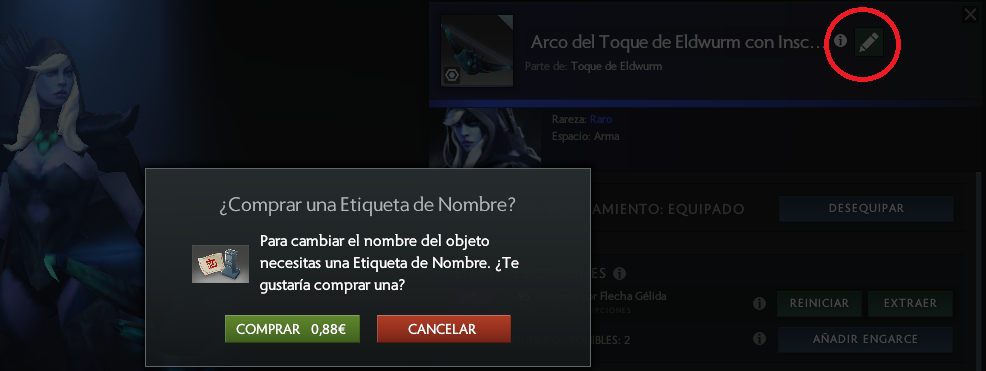 Arco del Toque de Eldwurm con Insc...
Parte de: Toque de Eldwurm
Rareza: Raro
Espacio: Arma
¿Comprar una Etiqueta de Nombre?
EQUIPADO
DESEQUIPAR
Para cambiar el nombre del objeto
necesitas una Etiqueta de Nombre. ¿Te
gustaría comprar una?
Flecha Gélida
REINICIAR
EXTRAER
COMPRAR 0,88€
CANCELAR
: 2
AÑADIR ENGARCE